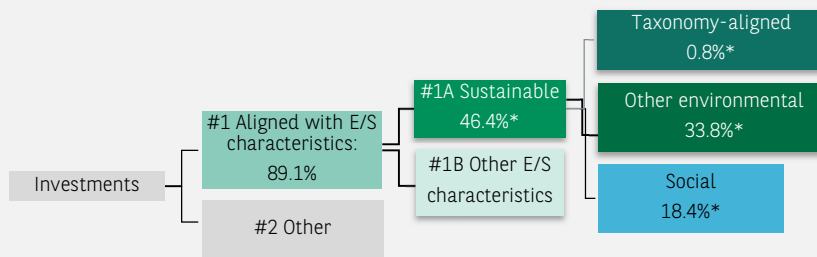 Investments
#1 Aligned with E/S
characteristics:
89.1%
#2 Other
#1A Sustainable
46.4%*
#1B Other E/S
characteristics
Taxonomy-aligned
0.8%*
Other environmental
33.8%*
Social
18.4%*